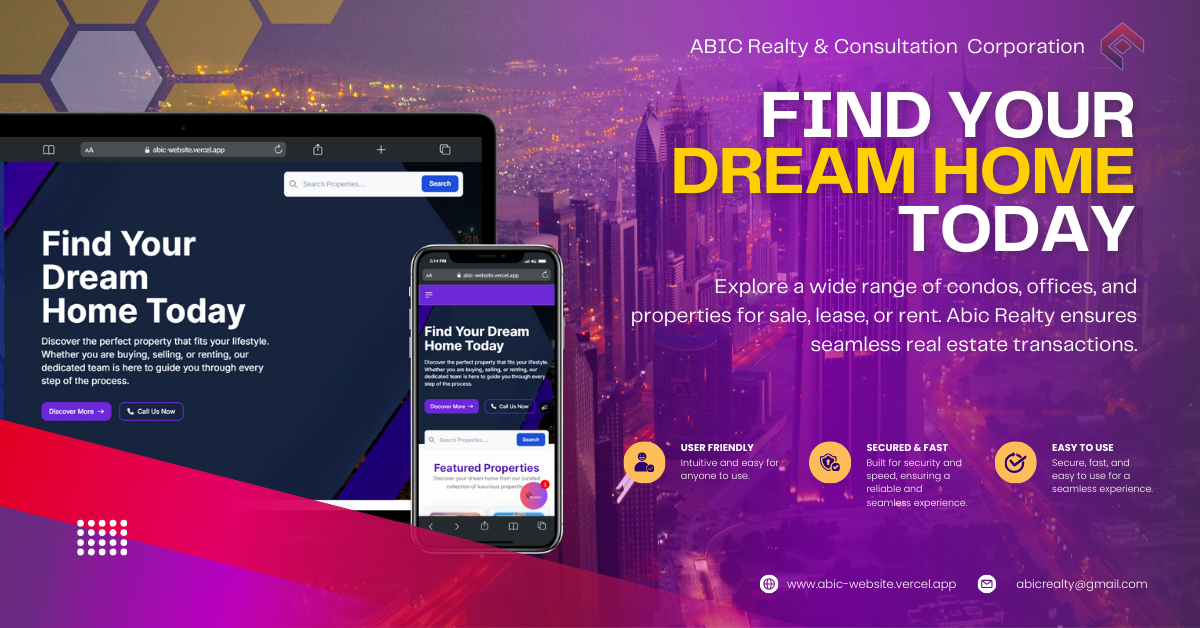 ABIC Realty & Consultation Corporation
FIND YOUR
DREAM HOME
TODAY
Explore a wide range of condos, offices, and
properties for sale, lease, or rent. Abic Realty ensures
seamless real estate transactions.
USER FRIENDLY
Intuitive and easy for
anyone to use.
SECURED & FAST
Built for security and
speed, ensuring a
reliable and
seamless experience.
EASY TO USE
Secure, fast, and
easy to use for a
seamless experience.
www.abic-website.vercel.app
abicrealty@gmail.com
AA
abic-website.vercel.app
Search Properties...
Search
Find Your
Dream
Home Today
Discover the perfect property that fits your lifestyle.
Whether you are buying, selling, or renting, our
dedicated team is here to guide you through every
step of the process.
Discover More →
Call Us Now
2:14 PM
4G
AA
abic-website.vercel.app
Find Your Dream
Home Today
Discover the perfect property that fits your lifestyle.
Whether you are buying, selling, or renting, our
dedicated team is here to guide you through every
step of the process.
Discover More →
Call Us Now
Search Properties...
Search
Featured Properties
Discover your dream home from our curated
collection of luxurious properties